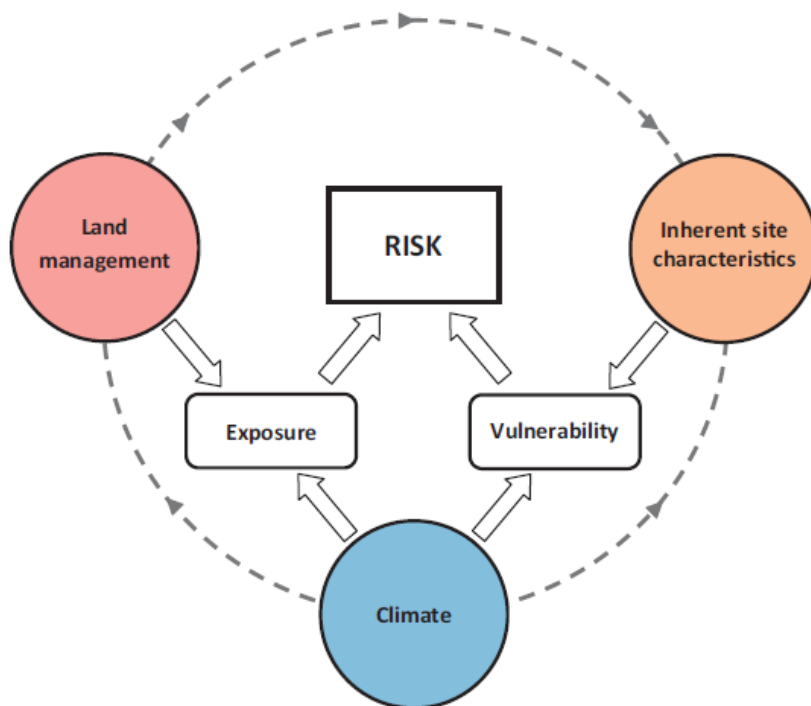 Land
management
RISK
Inherent site
characteristics
Exposure
Vulnerability
Climate